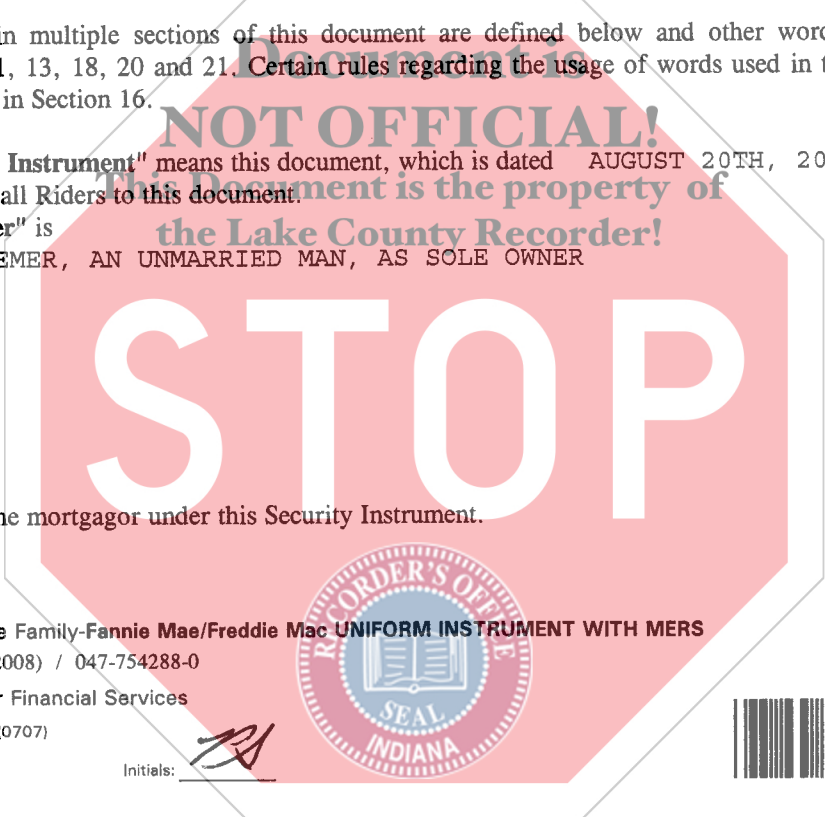 in multiple sections of this document are defined below and other word
, 13, 18, 20 and 21. Certain rules regarding the usage of words used in t
in Section 16.
Document is
NOT OFFICIAL!
This Document is the property of
the Lake County Recorder!
Instrument" means this document, which is dated AUGUST 20TH, 20
all Riders to this document.
er" is
EMER, AN UNMARRIED MAN, AS SOLE OWNER
STOP
he mortgagor under this Security Instrument.
e Family-Fannie Mae/Freddie Mac UNIFORM INSTRUMENT WITH MERS
2008) / 047-754288-0
r Financial Services
(0707)
Initials:
RECORDER'S OFFICE
SEAL
INDIANA